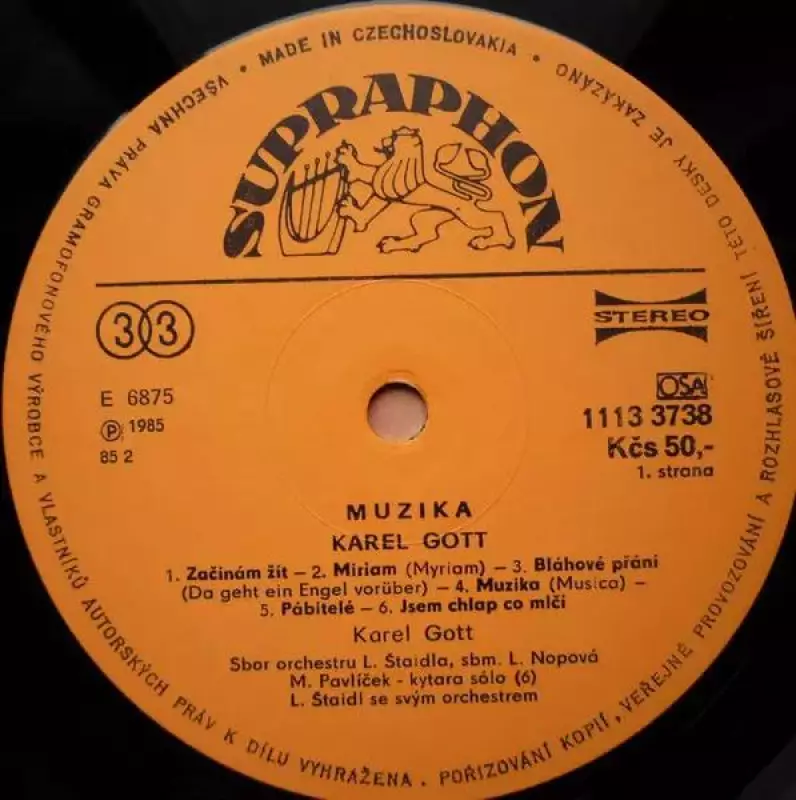 VŠECHNA PRÁVA GRAMOFONOVÉHO VÝROBCE A VLASTNÍKŮ AUTORSKÝCH PRÁV K DÍLU VYHRAŽENA . POŘIZOVÁNÍ KOPIÍ, VEŘEJNÉ PROVOZOVÁNÍ A ROZHLASOVÉ ŠÍŘENÍ TÉTO DESKY JE ZAKÁZÁNO
• MADE IN CZECHOSLOVAKIA •
SUPRAPHON
33
STEREO
E 6875
OSA
Ⓟ 1985
1113 3738
85 2
Kčs 50,-
1. strana
MUZIKA
KAREL GOTT
1. Začínám žít – 2. Miriam (Myriam) – 3. Bláhové přání
(Da geht ein Engel vorüber) – 4. Muzika (Musica) –
5. Pábitelé – 6. Jsem chlap co mlčí
Karel Gott
Sbor orchestru L. Štaidla, sbm. L. Nopová
M. Pavlíček - kytara sólo (6)
L. Štaidl se svým orchestrem